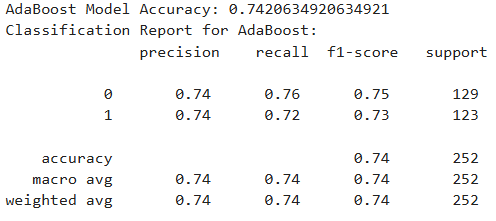 AdaBoost Model Accuracy: 0.7420634920634921
Classification Report for AdaBoost:
precision recall f1-score support
0 0.74 0.76 0.75 129
1 0.74 0.72 0.73 123
accuracy 0.74 252
macro avg 0.74 0.74 0.74 252
weighted avg 0.74 0.74 0.74 252